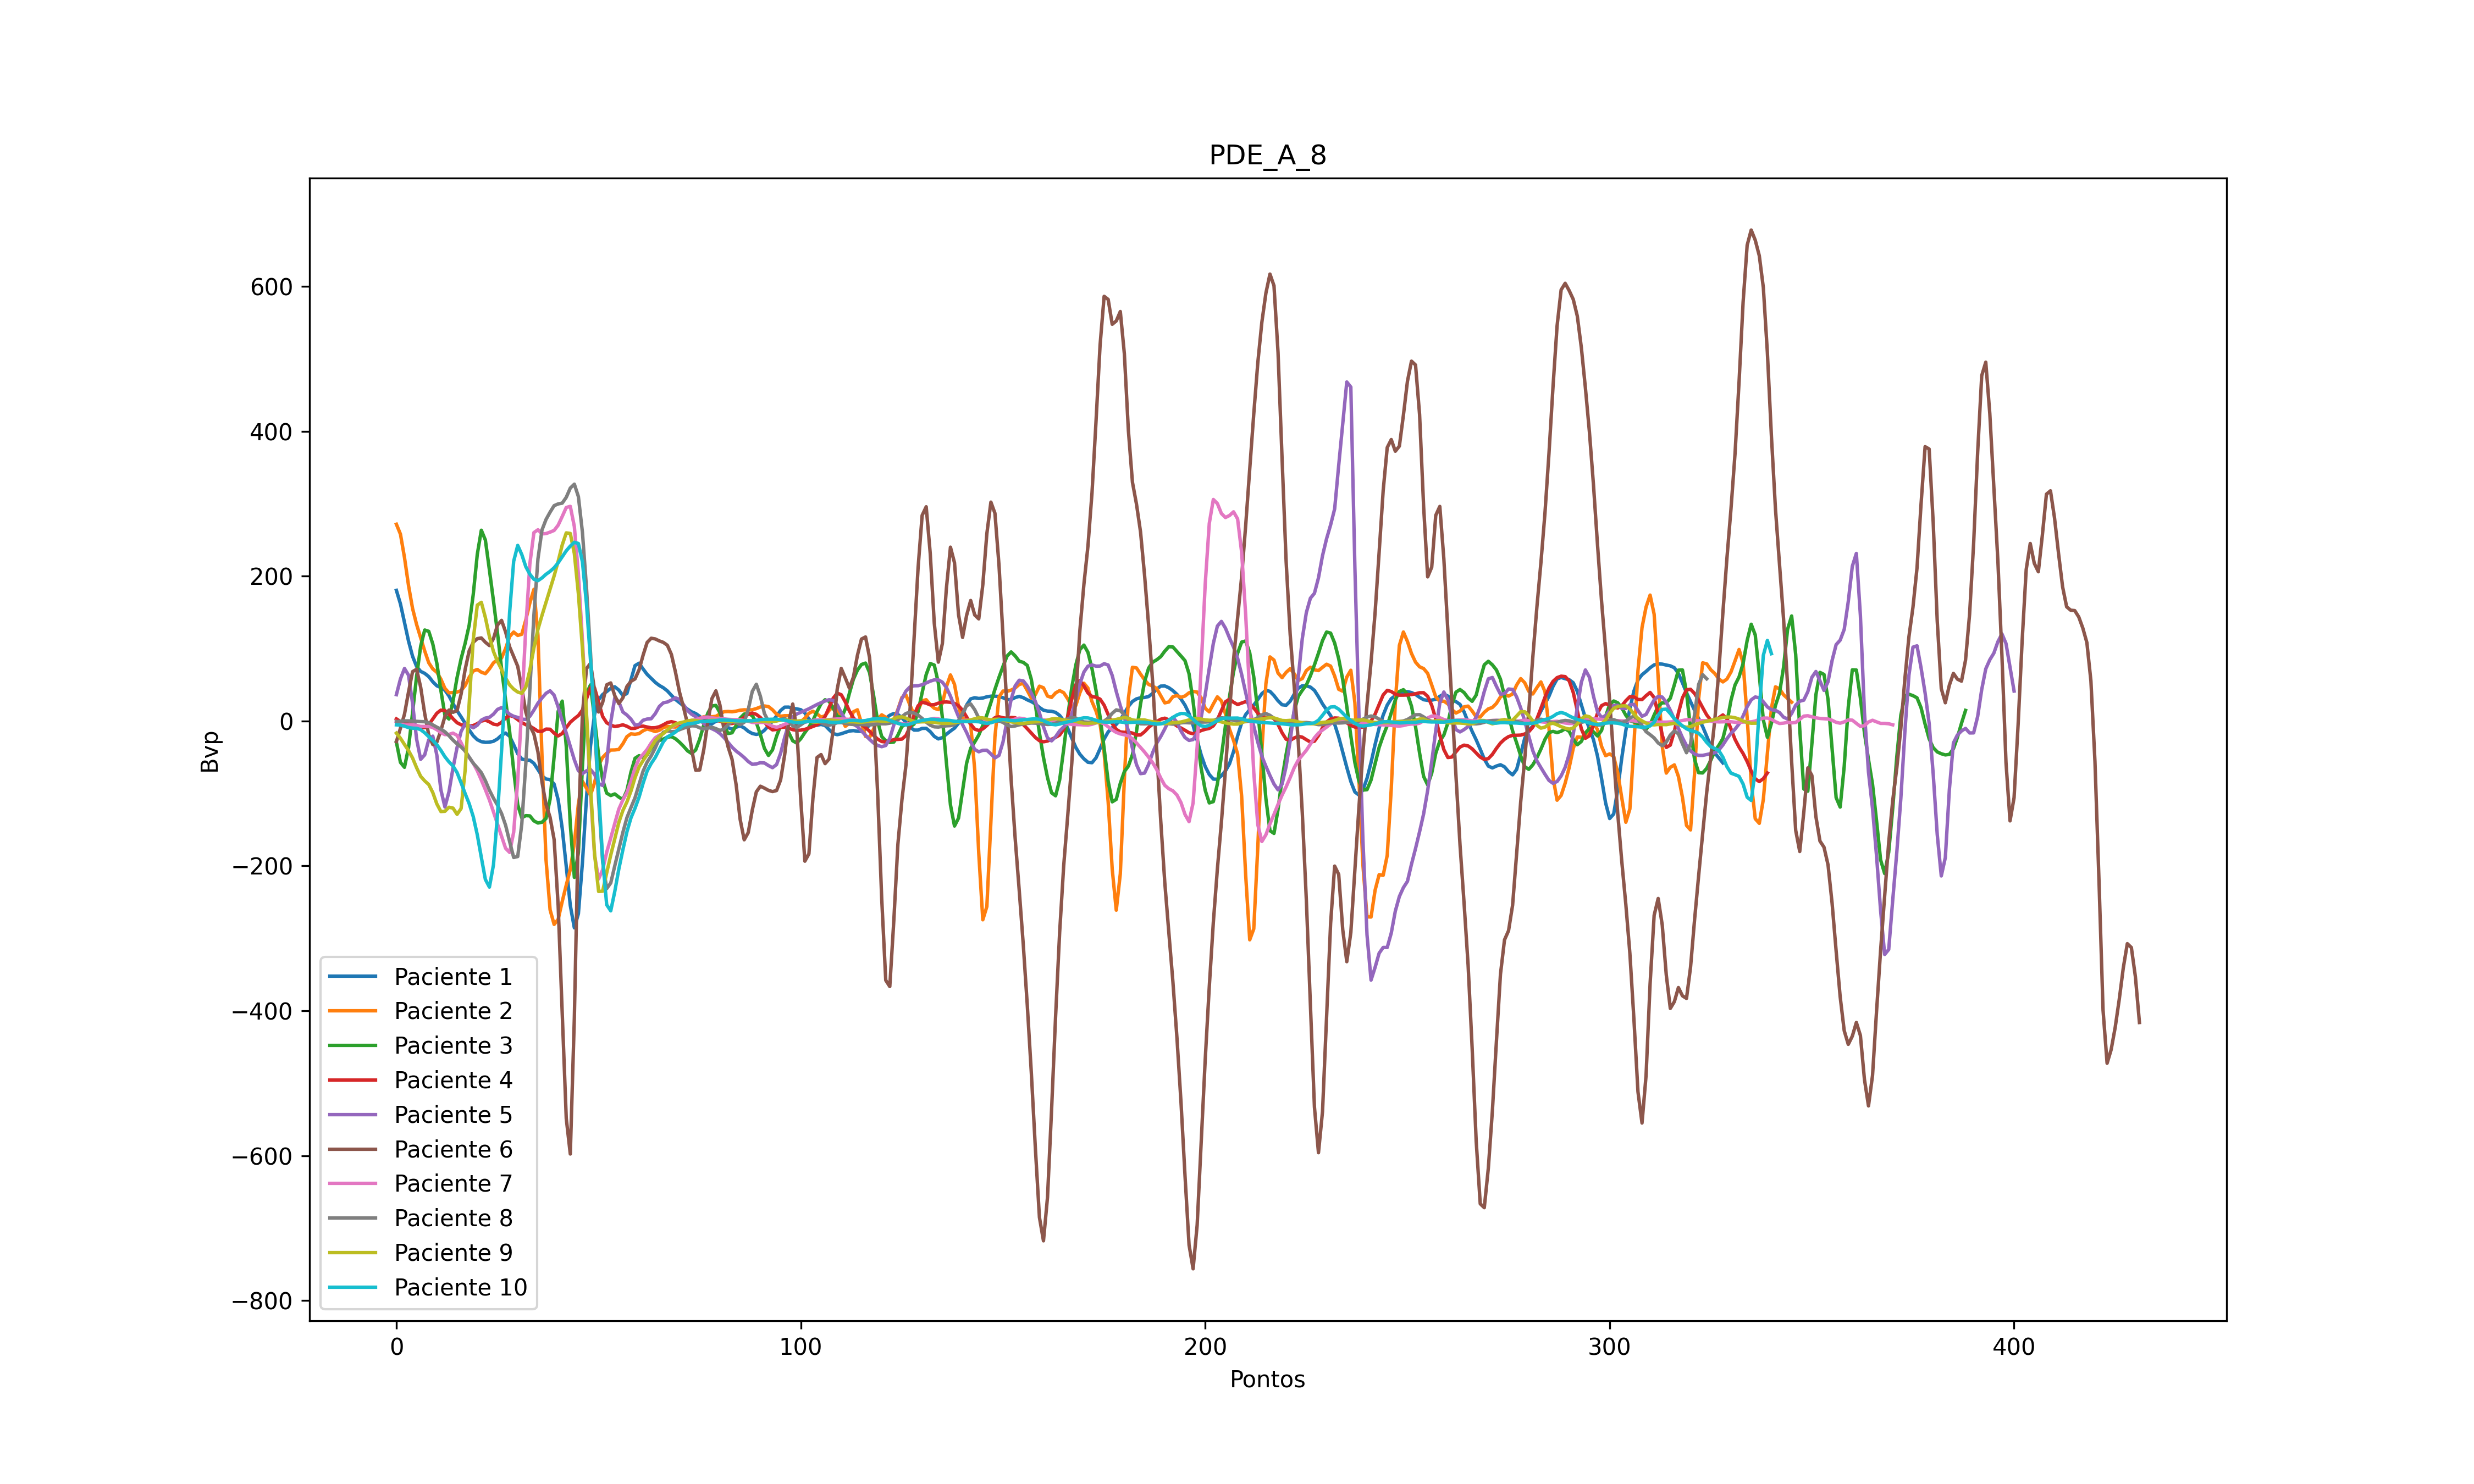 PDE_A_8
Bvp
600
400
200
0
−200
−400
−600
−800
Paciente 1
Paciente 2
Paciente 3
Paciente 4
Paciente 5
Paciente 6
Paciente 7
Paciente 8
Paciente 9
Paciente 10
0 100 200 300 400
Pontos